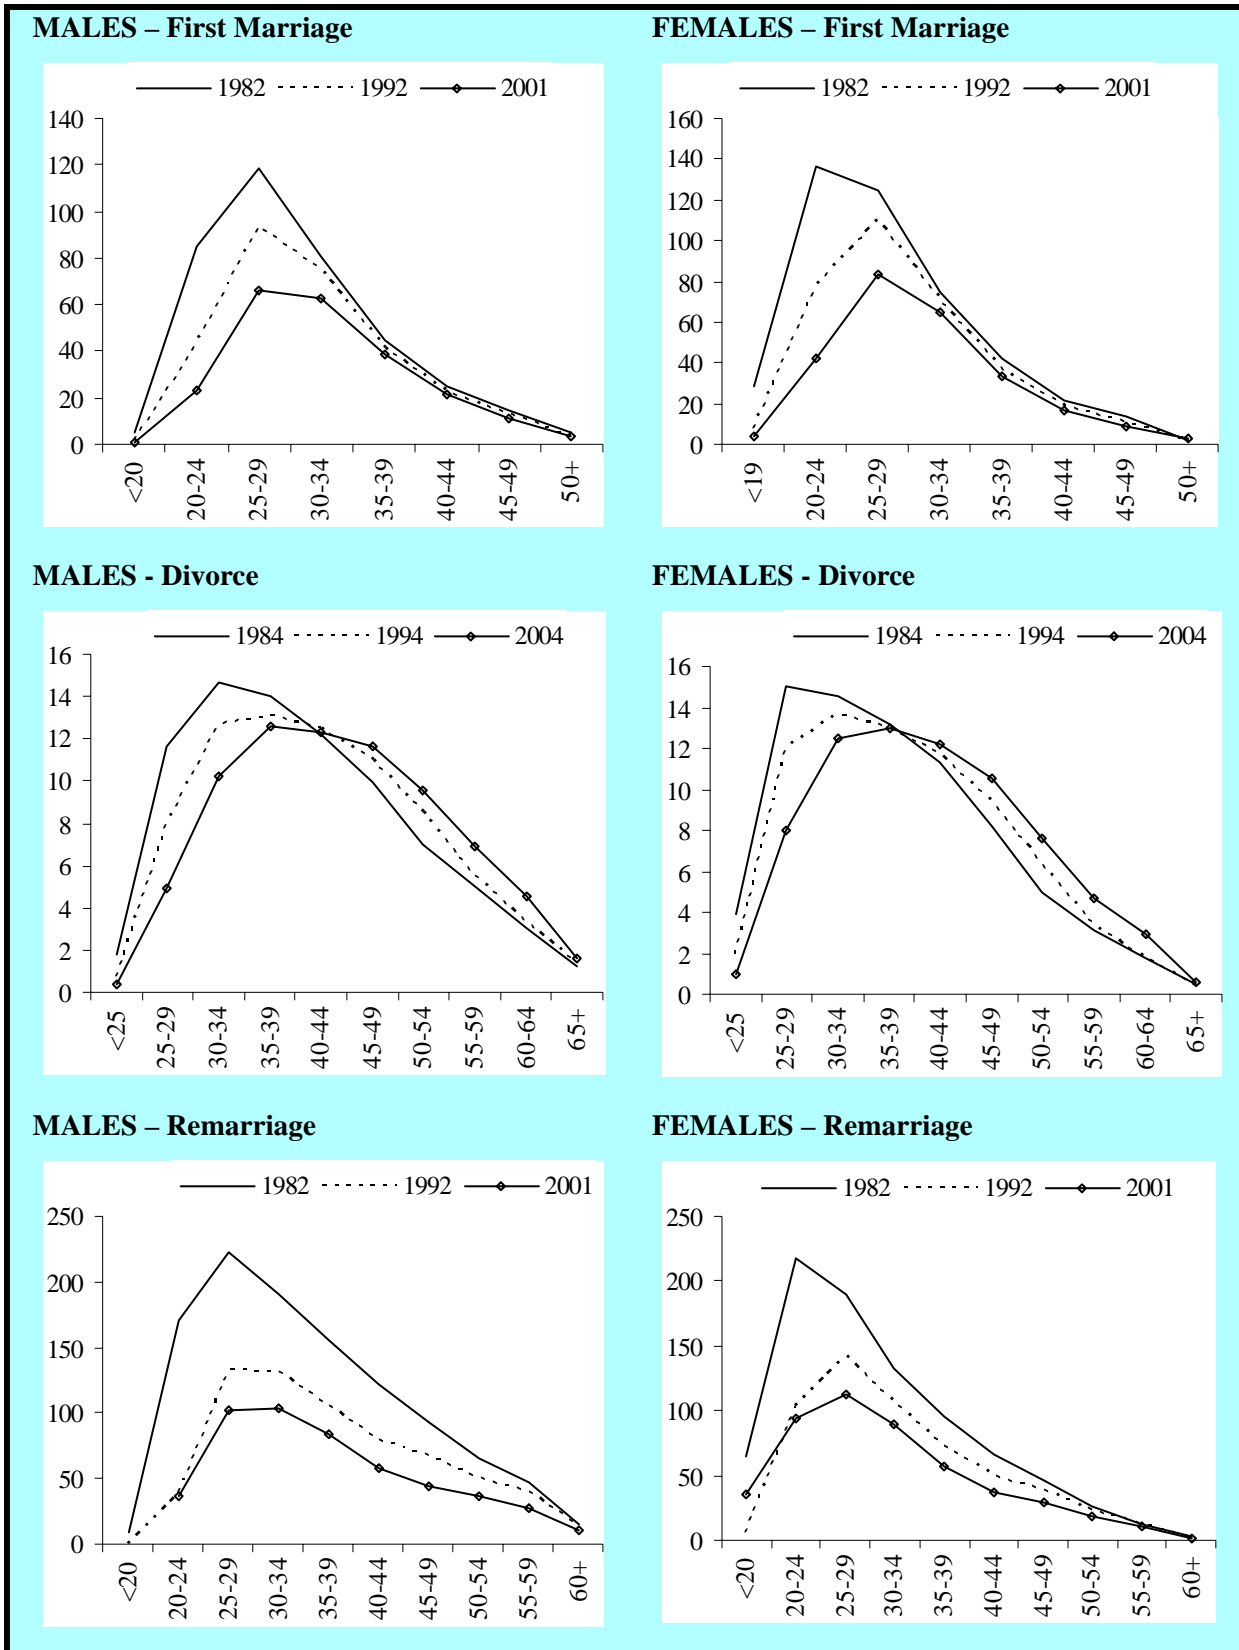 MALES – First Marriage
1982 1992 2001
140
120
100
80
60
40
20
0
<20 20-24 25-29 30-34 35-39 40-44 45-49 50+
FEMALES – First Marriage
1982 1992 2001
160
140
120
100
80
60
40
20
0
<19 20-24 25-29 30-34 35-39 40-44 45-49 50+
MALES - Divorce
1984 1994 2004
16
14
12
10
8
6
4
2
0
<25 25-29 30-34 35-39 40-44 45-49 50-54 55-59 60-64 65+
FEMALES - Divorce
1984 1994 2004
16
14
12
10
8
6
4
2
0
<25 25-29 30-34 35-39 40-44 45-49 50-54 55-59 60-64 65+
MALES – Remarriage
1982 1992 2001
250
200
150
100
50
0
<20 20-24 25-29 30-34 35-39 40-44 45-49 50-54 55-59 60+
FEMALES – Remarriage
1982 1992 2001
250
200
150
100
50
0
<20 20-24 25-29 30-34 35-39 40-44 45-49 50-54 55-59 60+